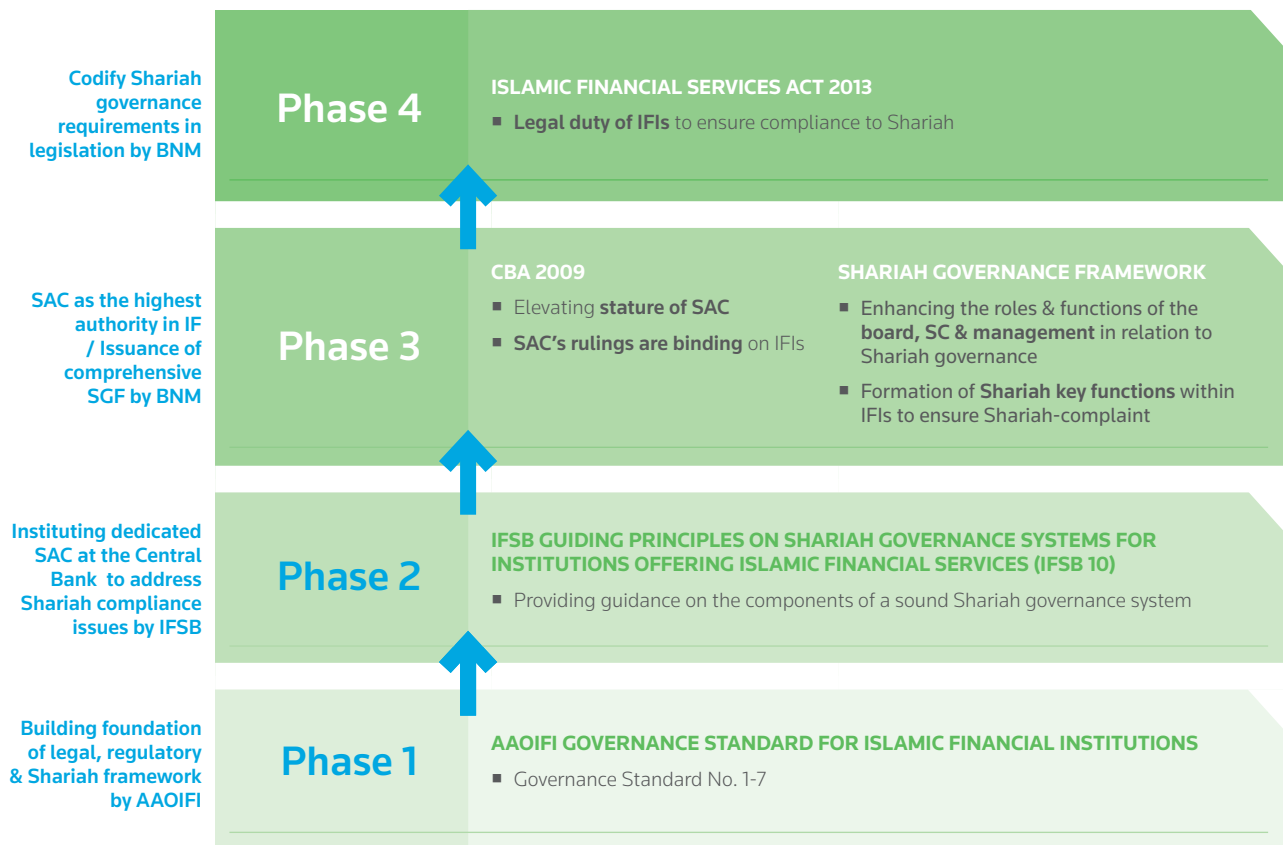 Codify Shariah
governance
requirements in
legislation by BNM
Phase 4
ISLAMIC FINANCIAL SERVICES ACT 2013
▪ Legal duty of IFIs to ensure compliance to Shariah
SAC as the highest
authority in IF
/ Issuance of
comprehensive
SGF by BNM
Phase 3
CBA 2009
▪ Elevating stature of SAC
▪ SAC's rulings are binding on IFIs
SHARIAH GOVERNANCE FRAMEWORK
▪ Enhancing the roles & functions of the
board, SC & management in relation to
Shariah governance
▪ Formation of Shariah key functions within
IFIs to ensure Shariah-complaint
Instituting dedicated
SAC at the Central
Bank to address
Shariah compliance
issues by IFSB
Phase 2
IFSB GUIDING PRINCIPLES ON SHARIAH GOVERNANCE SYSTEMS FOR
INSTITUTIONS OFFERING ISLAMIC FINANCIAL SERVICES (IFSB 10)
▪ Providing guidance on the components of a sound Shariah governance system
Building foundation
of legal, regulatory
& Shariah framework
by AAOIFI
Phase 1
AAOIFI GOVERNANCE STANDARD FOR ISLAMIC FINANCIAL INSTITUTIONS
▪ Governance Standard No. 1-7